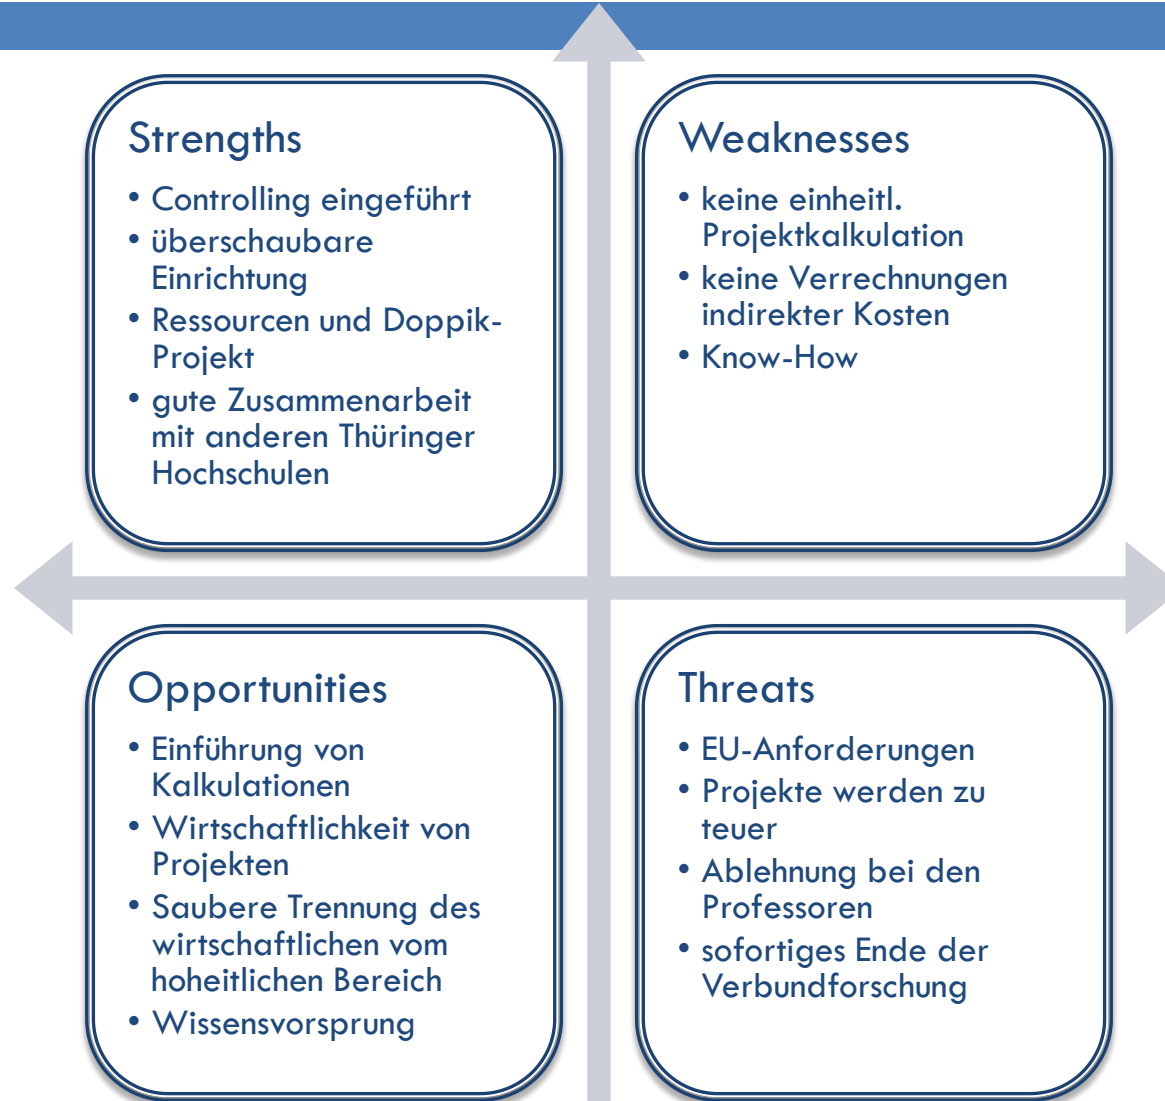 Strengths
• Controlling eingeführt
• überschaubare
Einrichtung
• Ressourcen und Doppik-
Projekt
• gute Zusammenarbeit
mit anderen Thüringer
Hochschulen
Weaknesses
• keine einheitl.
Projektkalkulation
• keine Verrechnungen
indirekter Kosten
• Know-How
Opportunities
• Einführung von
Kalkulationen
• Wirtschaftlichkeit von
Projekten
• Saubere Trennung des
wirtschaftlichen vom
hoheitlichen Bereich
• Wissensvorsprung
Threats
• EU-Anforderungen
• Projekte werden zu
teuer
• Ablehnung bei den
Professoren
• sofortiges Ende der
Verbundforschung